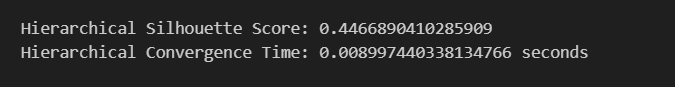 Hierarchical Silhouette Score: 0.4466890410285909
Hierarchical Convergence Time: 0.008997440338134766 seconds